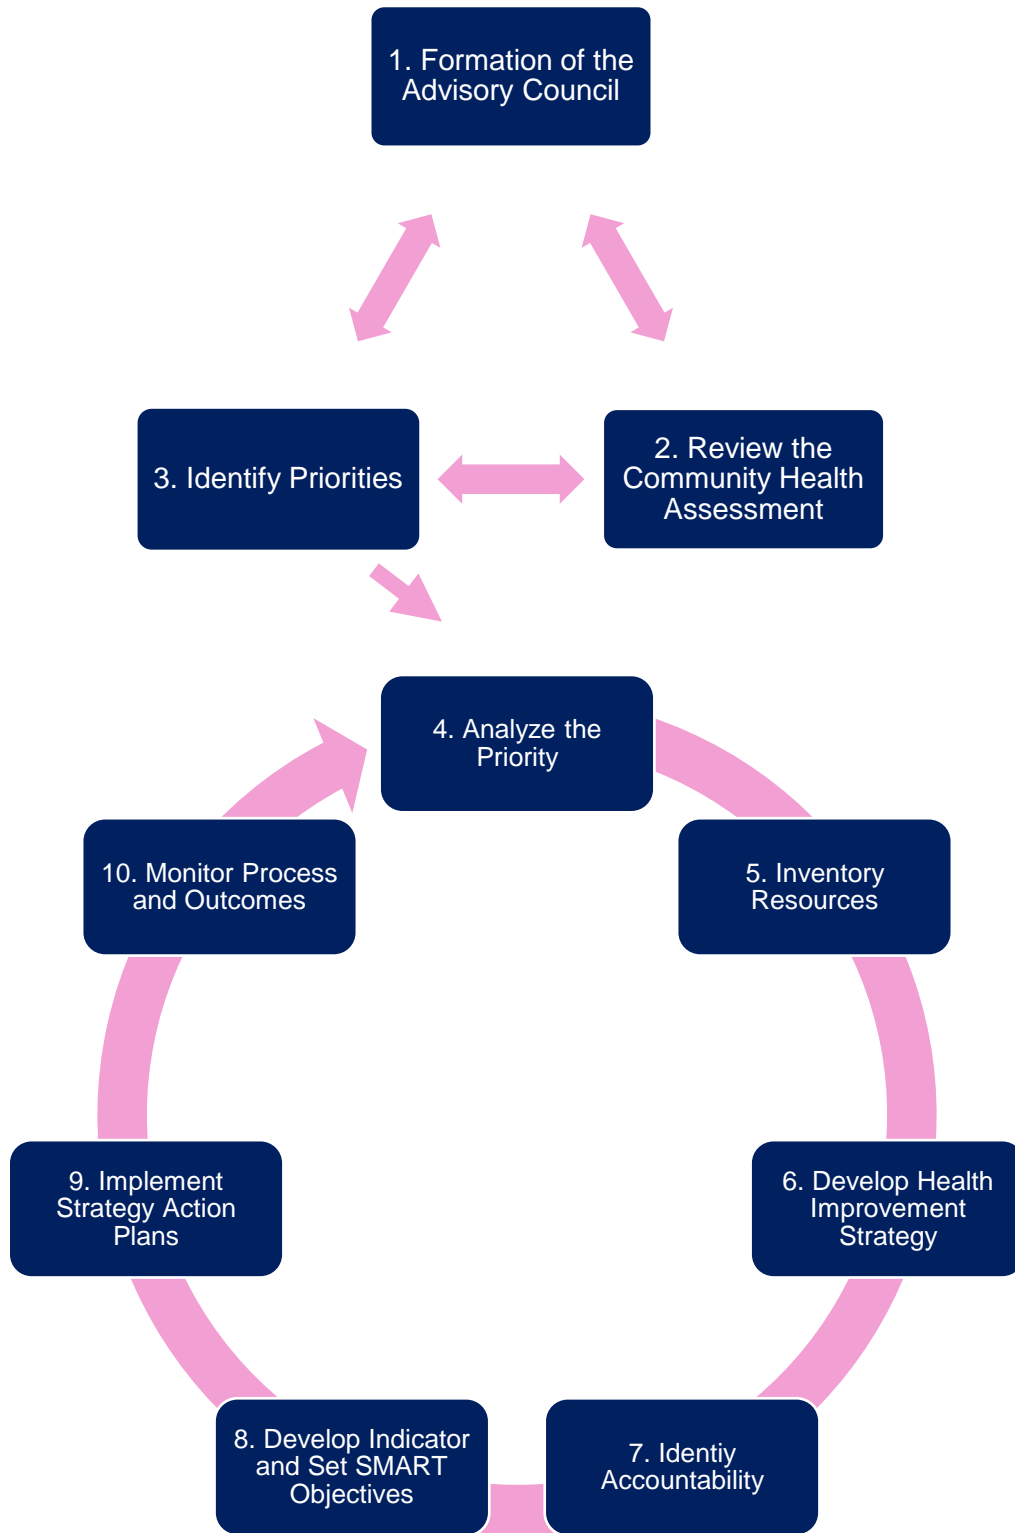 1. Formation of the
Advisory Council
3. Identify Priorities
2. Review the
Community Health
Assessment
4. Analyze the
Priority
10. Monitor Process
and Outcomes
5. Inventory
Resources
9. Implement
Strategy Action
Plans
6. Develop Health
Improvement
Strategy
8. Develop Indicator
and Set SMART
Objectives
7. Identiy
Accountability